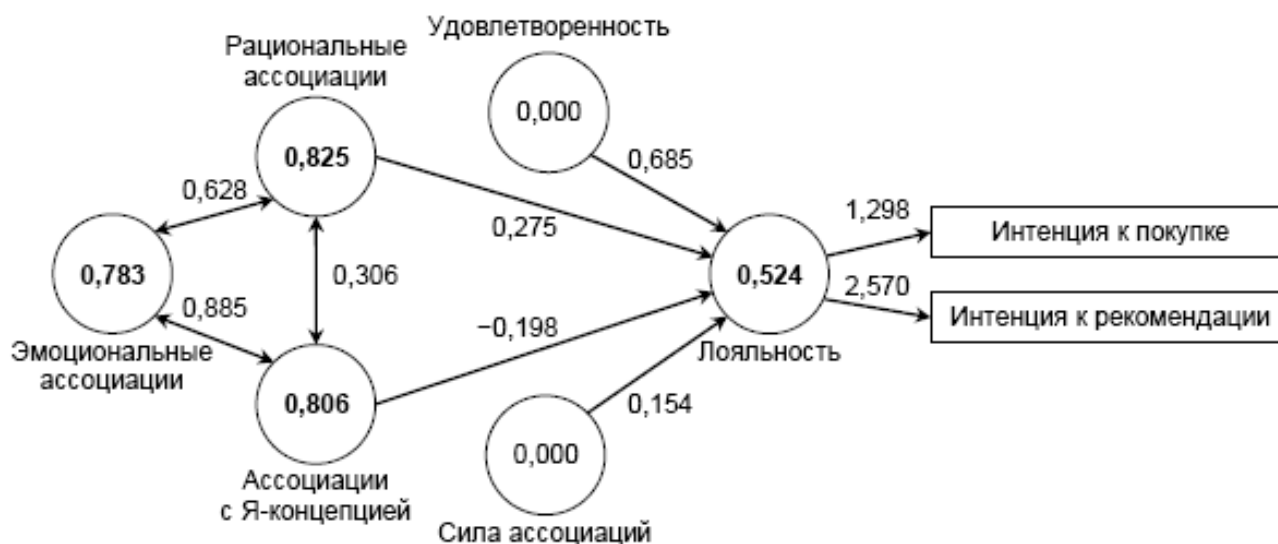 Удовлетворенность
Рациональные
ассоциации
0,000
0,825
0,685
0,628
1,298
0,275
Интенция к покупке
0,783
0,306
0,524
2,570
0,885
−0,198
Интенция к рекомендации
Эмоциональные
ассоциации
Лояльность
0,806
0,154
0,000
Ассоциации
с Я-концепцией
Сила ассоциаций